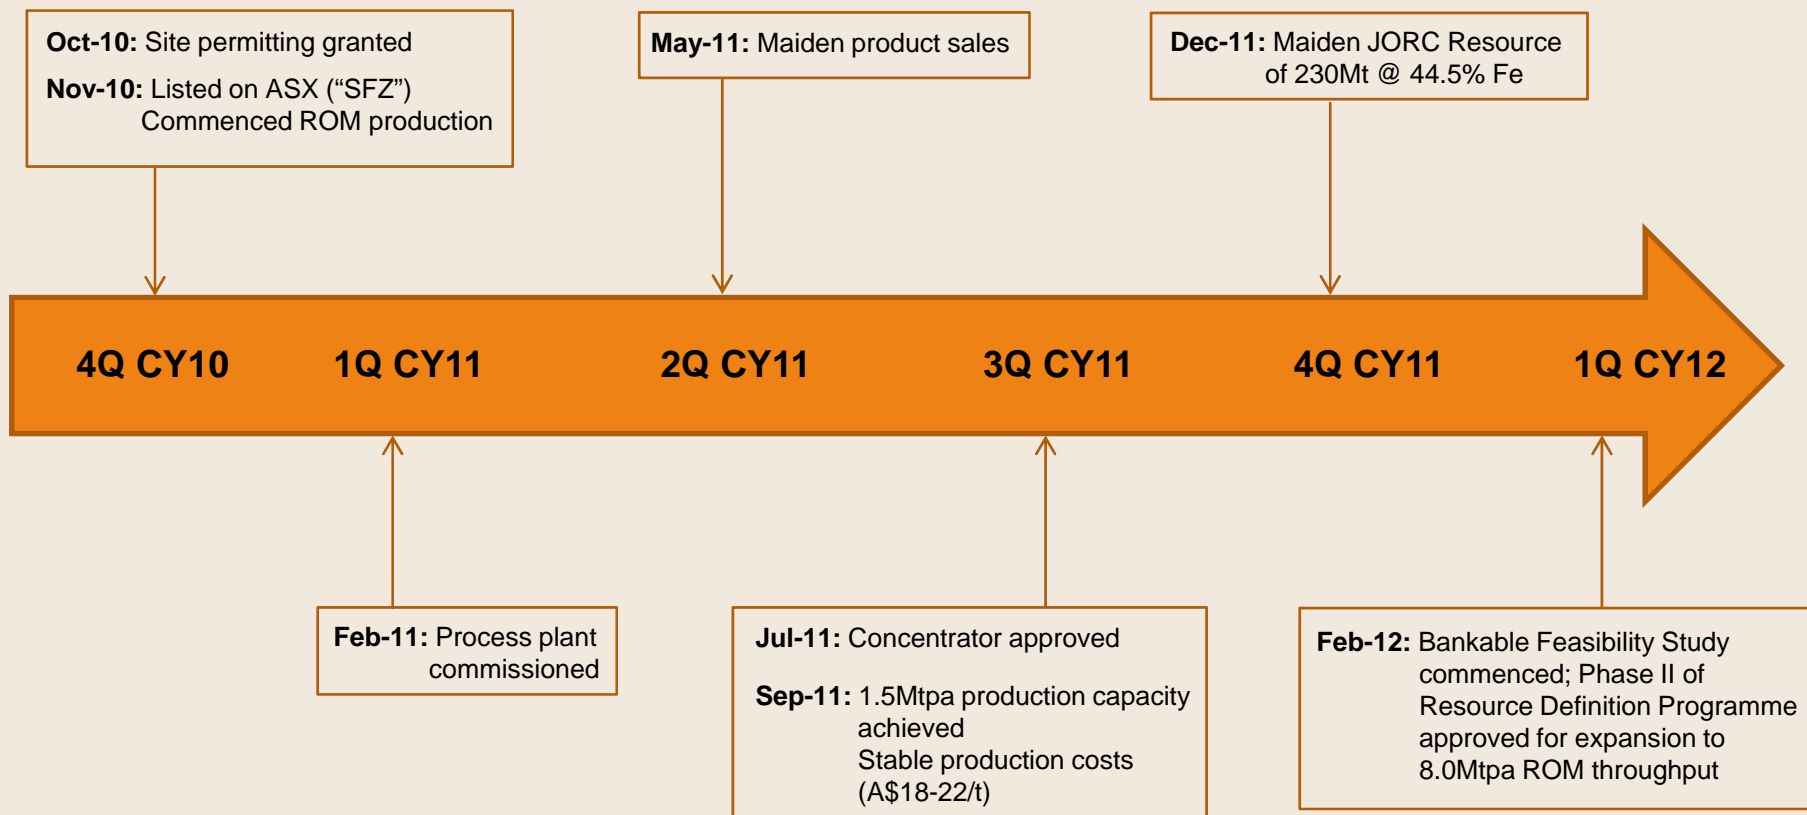 Oct-10: Site permitting granted
Nov-10: Listed on ASX (“SFZ”)
Commenced ROM production
May-11: Maiden product sales
Dec-11: Maiden JORC Resource
of 230Mt @ 44.5% Fe
4Q CY10
1Q CY11
2Q CY11
3Q CY11
4Q CY11
1Q CY12
Feb-11: Process plant
commissioned
Jul-11: Concentrator approved
Sep-11: 1.5Mtpa production capacity
achieved
Stable production costs
(A$18-22/t)
Feb-12: Bankable Feasibility Study
commenced; Phase II of
Resource Definition Programme
approved for expansion to
8.0Mtpa ROM throughput